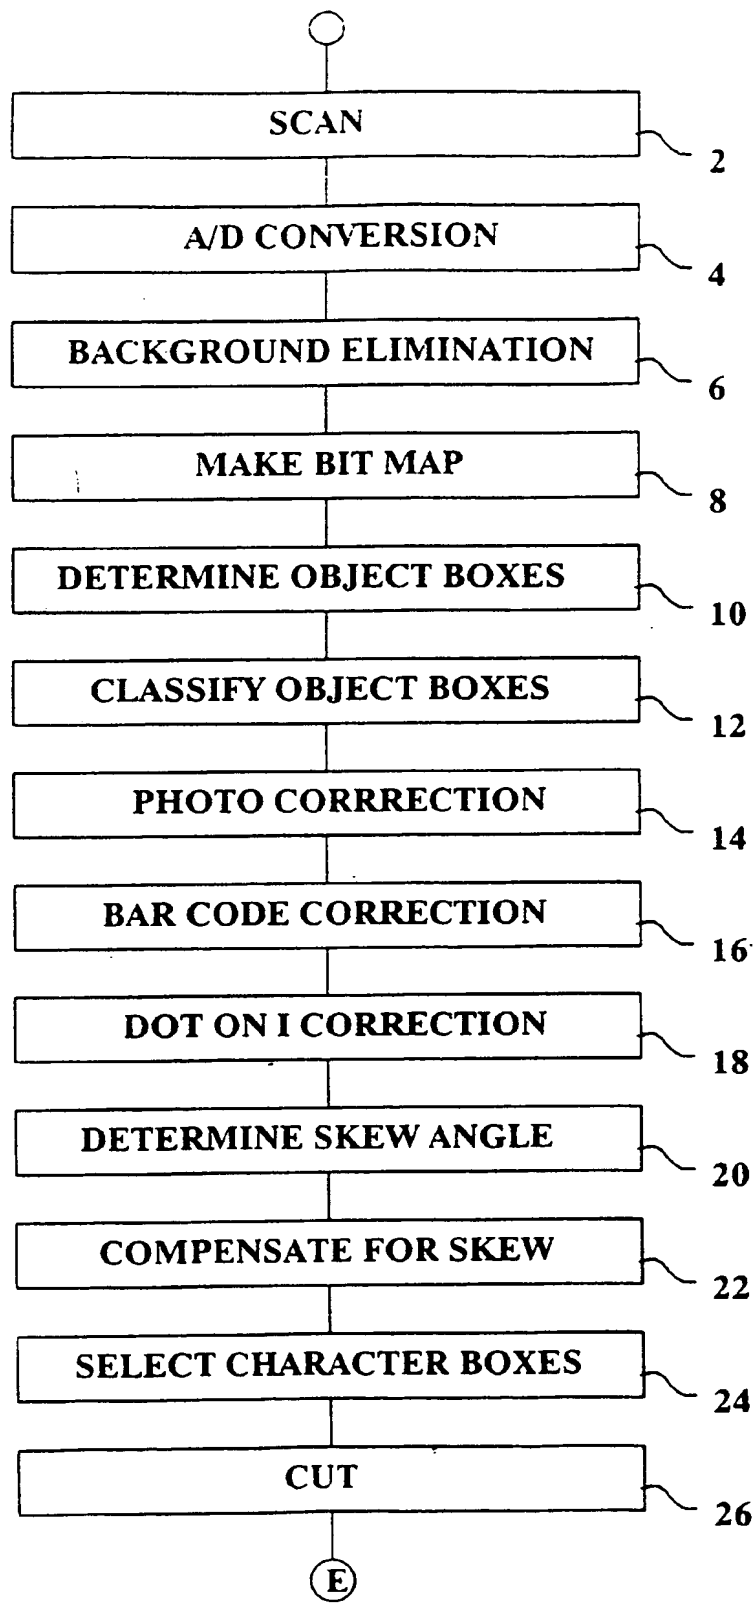 SCAN
2
A/D CONVERSION
4
BACKGROUND ELIMINATION
6
MAKE BIT MAP
8
DETERMINE OBJECT BOXES
10
CLASSIFY OBJECT BOXES
12
PHOTO CORRRECTION
14
BAR CODE CORRECTION
16
DOT ON I CORRECTION
18
DETERMINE SKEW ANGLE
20
COMPENSATE FOR SKEW
22
SELECT CHARACTER BOXES
24
CUT
26
E